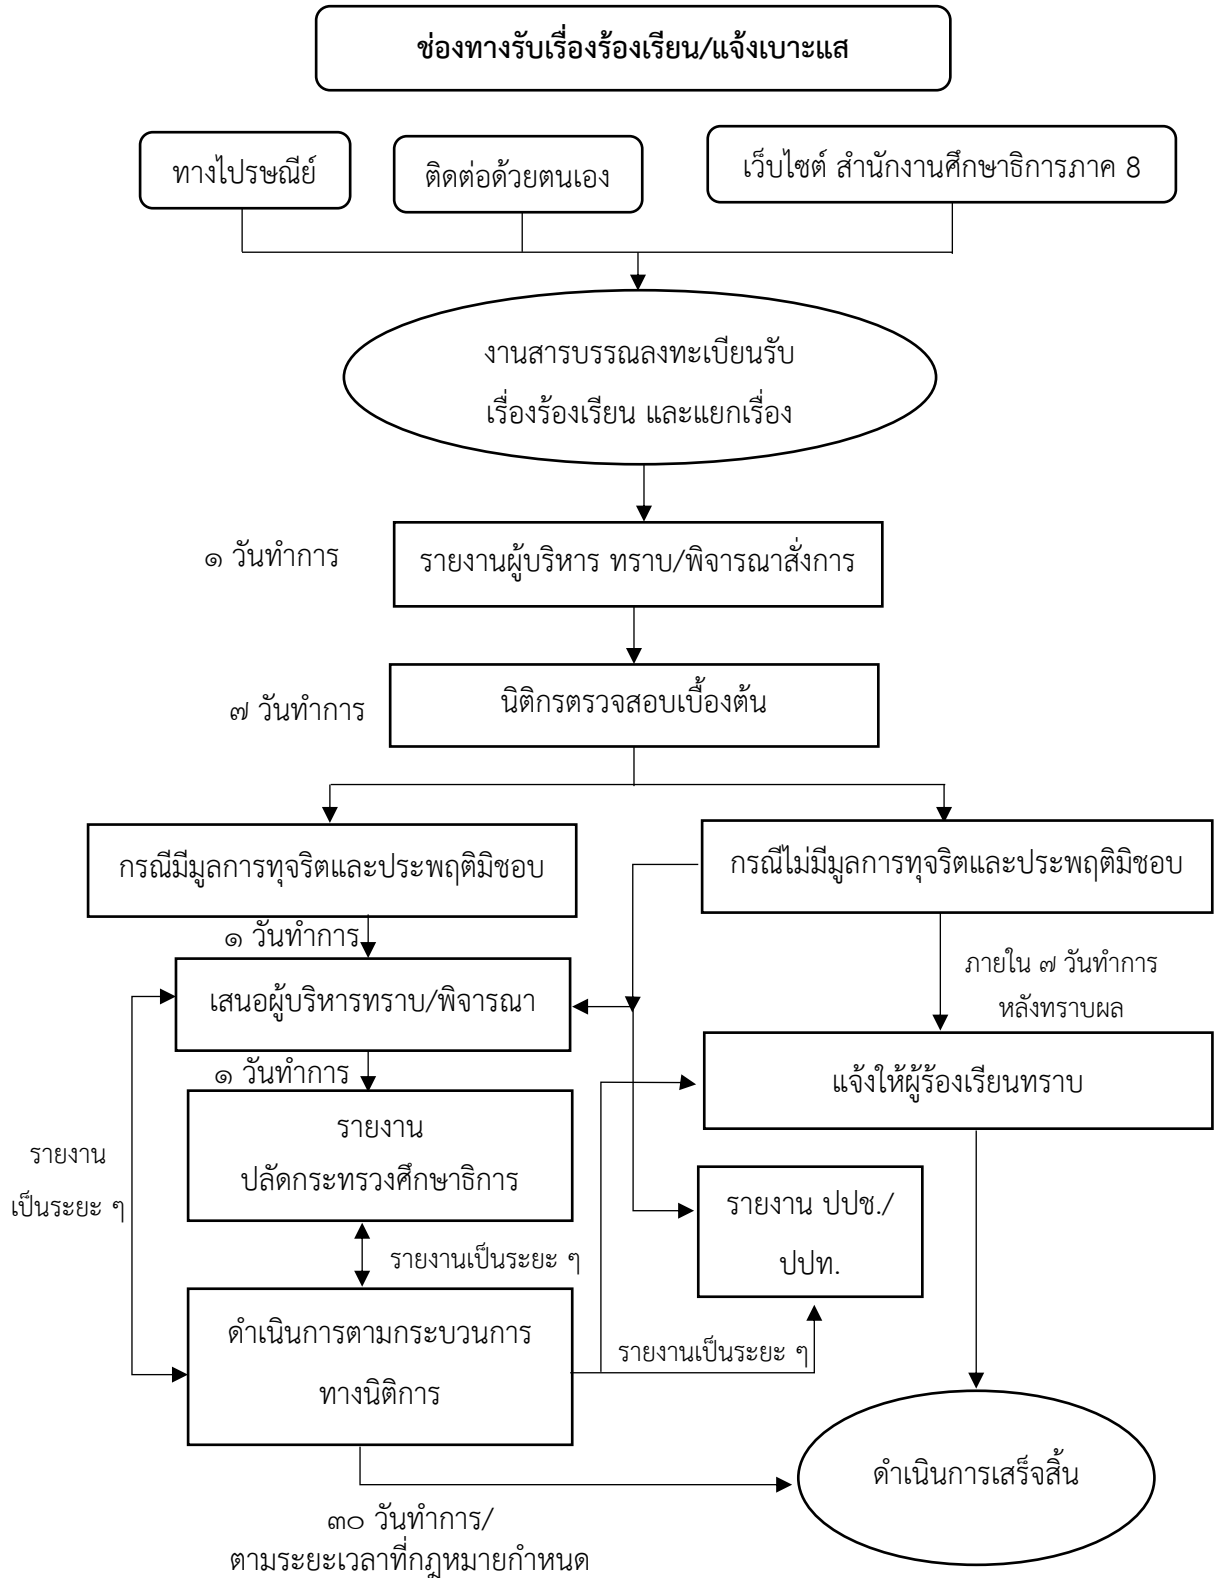 ช่องทางรับเรื่องร้องเรียน/แจ้งเบาะแส
ทางไปรษณีย์
ติดต่อด้วยตนเอง
เว็บไซต์ สำนักงานศึกษาธิการภาค 8
งานสารบรรณลงทะเบียนรับ
เรื่องร้องเรียน และแยกเรื่อง
๑ วันทำการ
รายงานผู้บริหาร ทราบ/พิจารณาสั่งการ
๗ วันทำการ
นิติกรตรวจสอบเบื้องต้น
กรณีมีมูลการทุจริตและประพฤติมิชอบ
กรณีไม่มีมูลการทุจริตและประพฤติมิชอบ
๑ วันทำการ
ภายใน ๗ วันทำการ
หลังทราบผล
เสนอผู้บริหารทราบ/พิจารณา
๑ วันทำการ
แจ้งให้ผู้ร้องเรียนทราบ
รายงาน
ปลัดกระทรวงศึกษาธิการ
รายงาน
เป็นระยะ ๆ
รายงาน ปปช./
ปปท.
รายงานเป็นระยะ ๆ
ดำเนินการตามกระบวนการ
ทางนิติการ
รายงานเป็นระยะ ๆ
ดำเนินการเสร็จสิ้น
๓๐ วันทำการ/
ตามระยะเวลาที่กฎหมายกำหนด